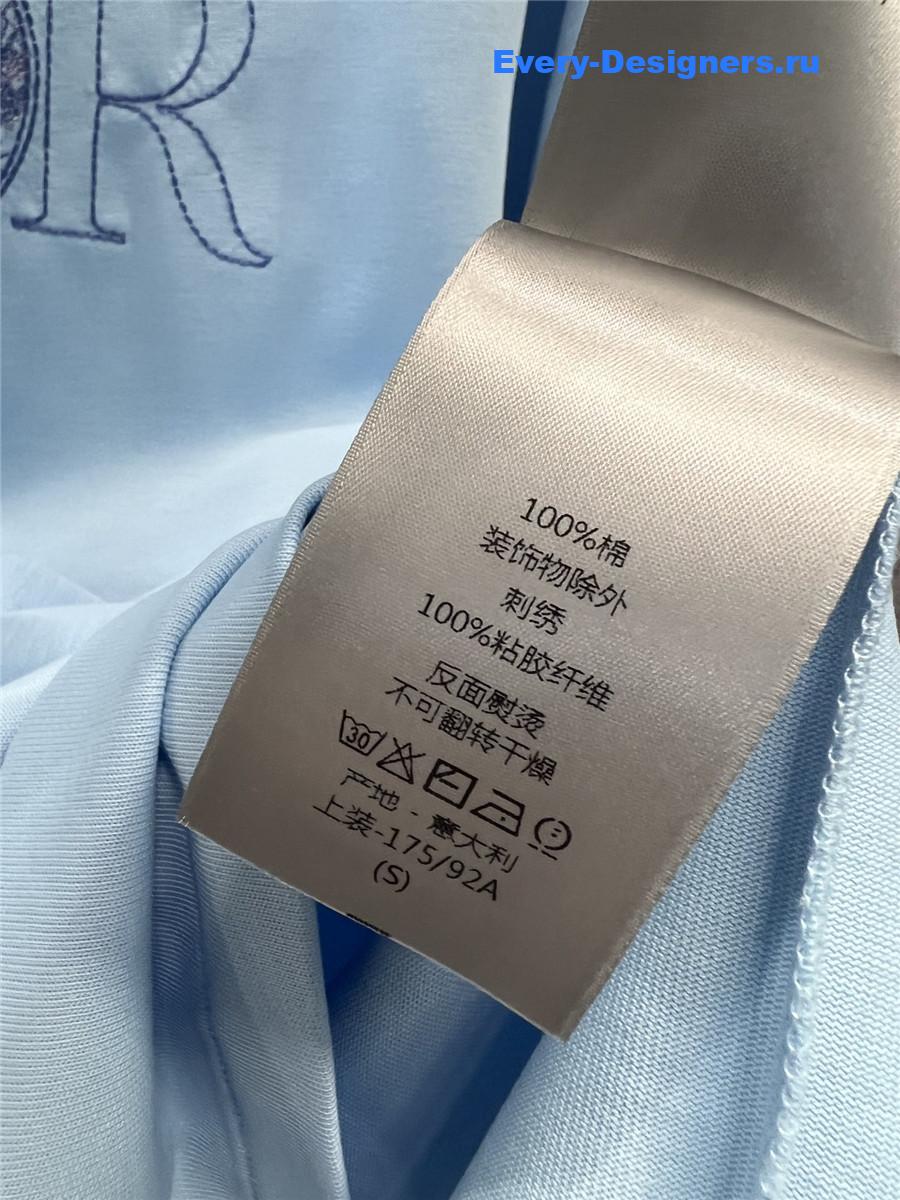 Every-Designers.ru
R
100%棉
装饰物除外
刺绣
100%粘胶纤维
反面熨烫
不可翻转干燥
30
产地 - 意大利
上装-175/92A
(S)